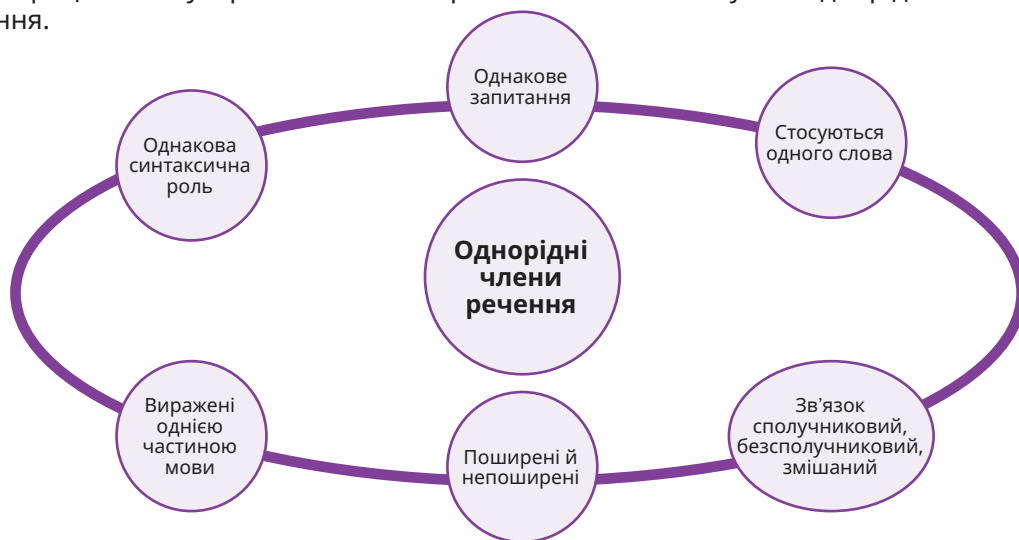 ння.
Однакове
запитання
Стосуються
одного слова
Однакова
синтаксична
роль
Однорідні
члени
речення
Виражені
однією
частиною
мови
Поширені й
непоширені
Зв’язок
сполучниковий,
безсполучниковий,
змішаний